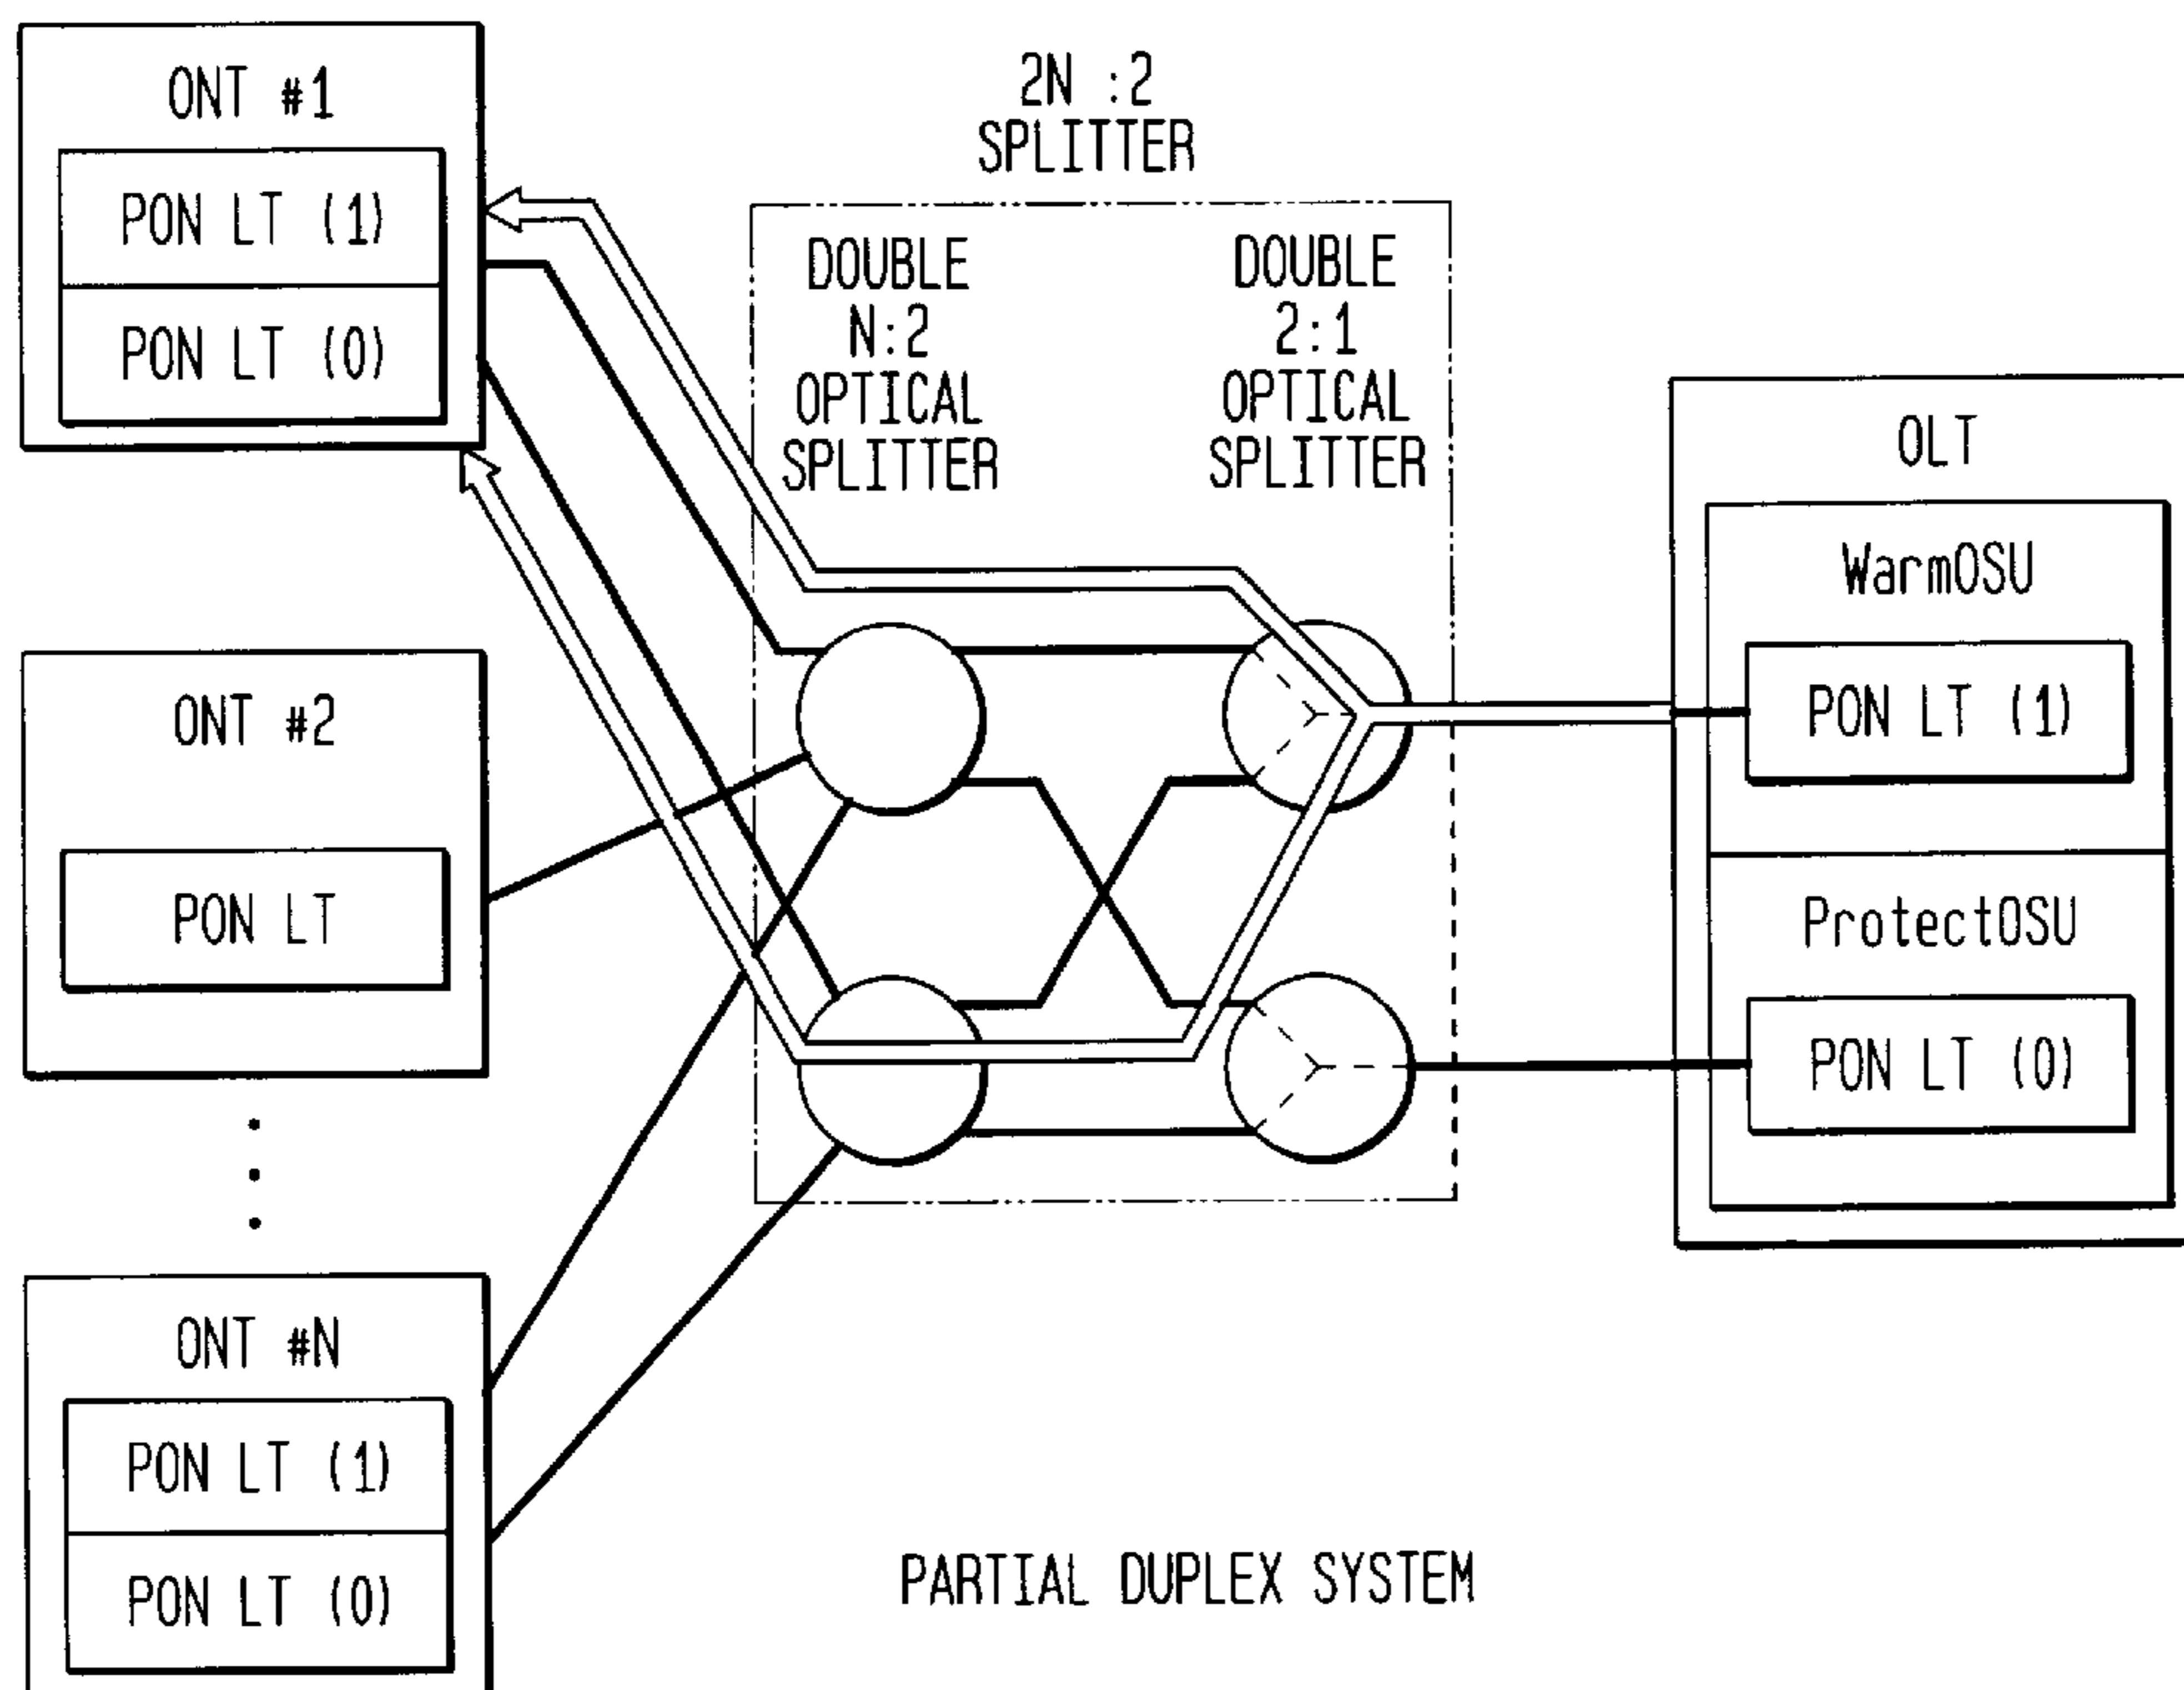 ONT #1
PON LT (1)
PON LT (0)
2N :2
SPLITTER
DOUBLE
N:2
OPTICAL
SPLITTER
DOUBLE
2:1
OPTICAL
SPLITTER
OLT
WarmOSU
PON LT (1)
ProtectOSU
PON LT (0)
ONT #2
PON LT
ONT #N
PON LT (1)
PON LT (0)
PARTIAL DUPLEX SYSTEM